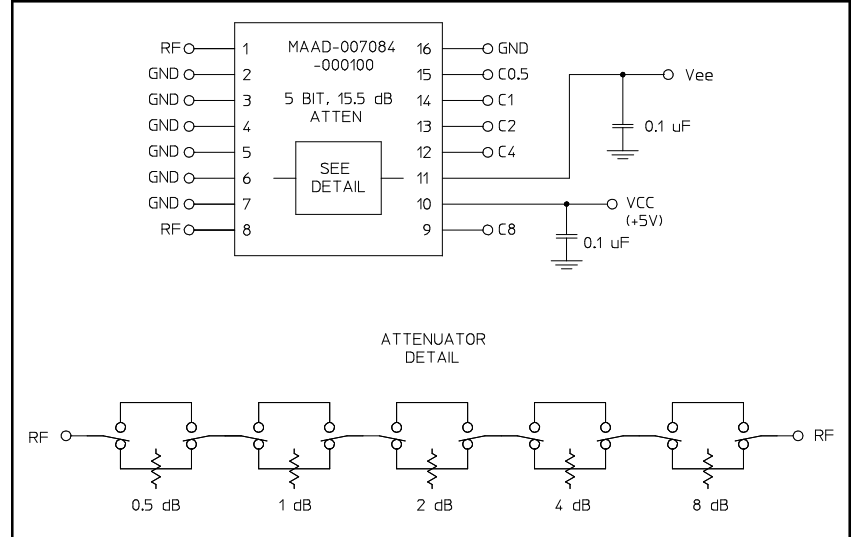 RF 1 MAAD-007084 16 GND
GND 2 -000100 15 C0.5 Vee
GND 3 5 BIT, 15.5 dB 14 C1
GND 4 ATTEN 13 C2 0.1 uF
GND 5 12 C4
GND 6 SEE 11
DETAIL
GND 7 10 VCC
(+5V)
RF 8 9 C8
0.1 uF
ATTENUATOR
DETAIL
RF RF
0.5 dB 1 dB 2 dB 4 dB 8 dB